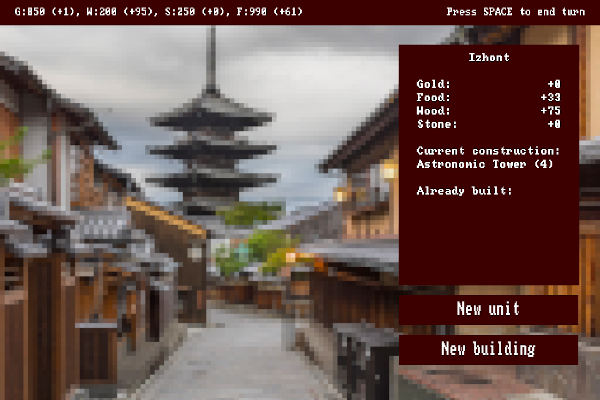 G:850 (+1), W:200 (+95), S:250 (+0), F:990 (+61)
Press SPACE to end turn
Izhont
Gold: +0
Food: +33
Wood: +75
Stone: +0
Current construction:
Astronomic Tower (4)
Already built:
New unit
New building